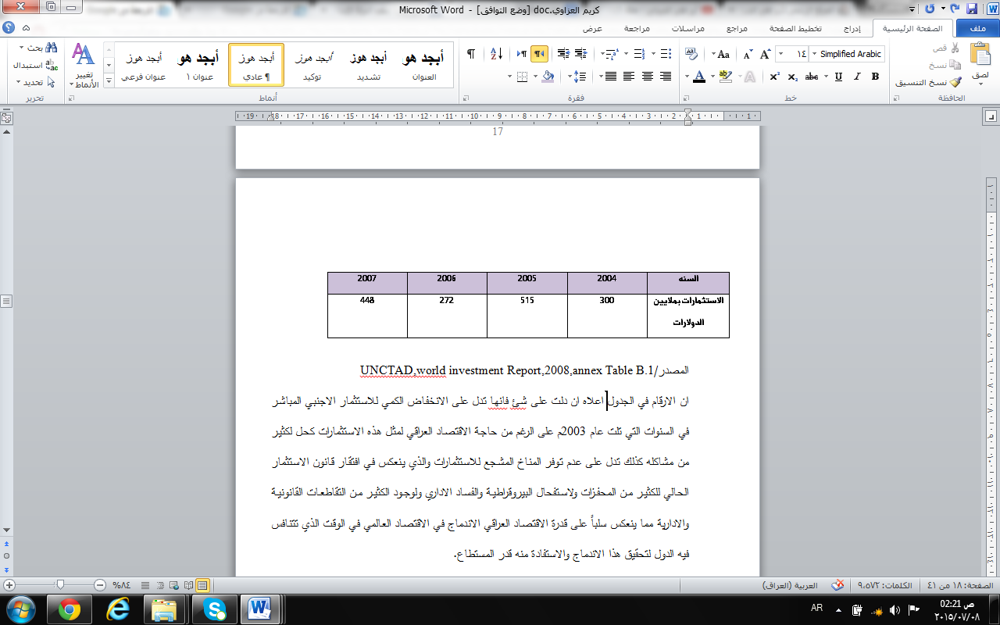 كريم العزاوي.doc [وضع التوافق] - Microsoft Word
ملف
الصفحة الرئيسية
إدراج
تخطيط الصفحة
مراجع
مراسلات
مراجعة
عرض
لصق
قص
نسخ
نسخ التنسيق
الحافظة
Simplified Arabic
١٤
خط
فقرة
أبجد هو
العنوان
أبجد هوز
تشديد
أبجد هوز
توكيد
أبجد هوز
¶ عادي
أبجد هو
عنوان ١
أبجد هوز
عنوان فرعي
تغيير الأنماط
أنماط
بحث
استبدال
تحديد
تحرير
17
السنه 2004 2005 2006 2007
الاستثمارات بملايين 300 515 272 448
الدولارات
المصدر/UNCTAD,world investment Report,2008,annex Table B.1
ان الارقام في الجدول اعلاه ان دلت على شئ فانها تدل على الانخفاض الكمي للاستثمار الاجنبي المباشر
في السنوات التي تلت عام 2003م على الرغم من حاجة الاقتصاد العراقي لمثل هذه الاستثمارات كحل لكثير
من مشاكله كذلك تدل على عدم توفر المناخ المشجع للاستثمارات والذي ينعكس في افتقار قانون الاستثمار
الحالي للكثير من المحفزات ولاستفحال البيروقراطية والفساد الاداري ولوجود الكثير من التقاطعات القانونية
والادارية مما ينعكس سلباً على قدرة الاقتصاد العراقي الاندماج في الاقتصاد العالمي في الوقت الذي تتنافس
فيه الدول لتحقيق هذا الاندماج والاستفادة منه قدر المستطاع.
الصفحة: ١٨ من ٤١
الكلمات: ٩،٥٧٢
العربية (العراق)
٨٤%
AR
02:21 ص
٢٠١٥/٠٧/٠٨